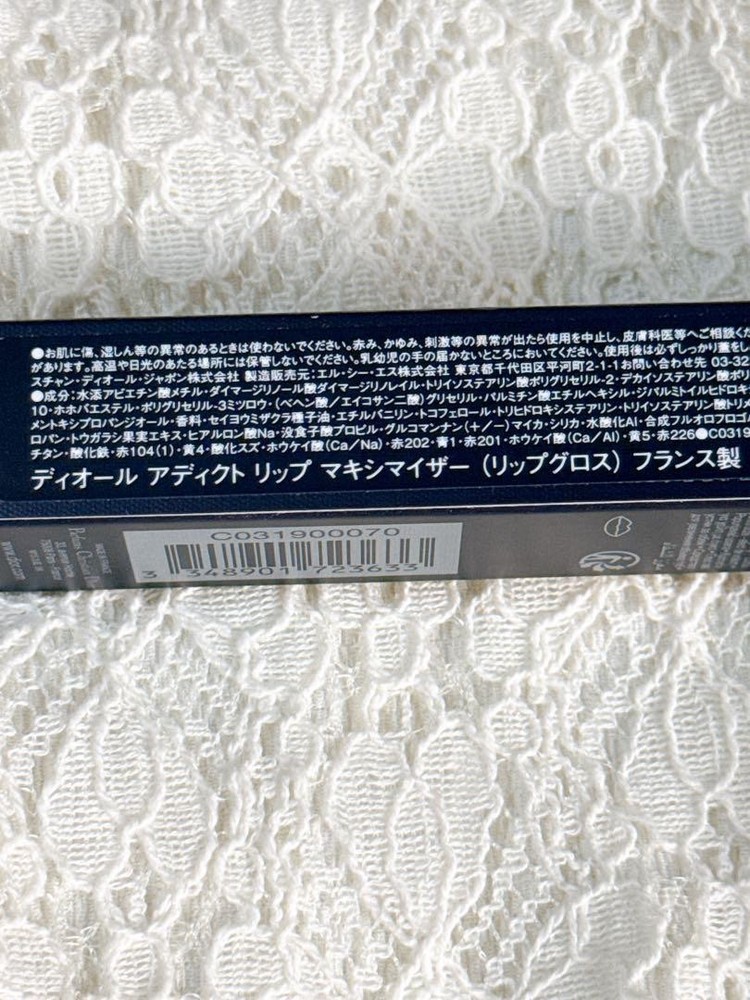 ●お肌に傷、湿しん等の異常のあるときは使わないでください。赤み、かゆみ、刺激等の異常が出たら使用を中止し、皮膚科医等へご相談く
があります。高温や日光のあたる場所には保管しないでください。乳幼児の手の届かないところにおいてください。使用後は必ずしっかり蓋をし
スチャン・ディオール・ジャポン株式会社 製造販売元:エル・シー・エス株式会社 東京都千代田区平河町2-1-1お問い合わせ先 03-32
●成分:水添アビエチン酸メチル・ダイマージリノール酸ダイマージリノレイル・トリイソステアリン酸ポリグリセリル-2・デカイソステアリン酸ポリ
10・ホホバエステル・ポリグリセリル-3ミツロウ・(ベヘン酸/エイコサン二酸)グリセリル・パルミチン酸エチルヘキシル・ジパルミトイルヒドロキ
メントキシプロパンジオール・香料・セイヨウミザクラ種子油・エチルバニリン・トコフェロール・トリヒドロキシステアリン・トリイソステアリン酸トリメ
ロパン・トウガラシ果実エキス・ヒアルロン酸Na・没食子酸プロピル・グルコマンナン(+/-)マイカ・シリカ・水酸化Al・合成フルオロフロゴ
チタン・酸化鉄・赤104(1)・黄4・酸化スズ・ホウケイ酸(Ca/Na)・赤202・青1・赤201・ホウケイ酸(Ca/Al)・黄5・赤226●C0319
ディオール アディクト リップ マキシマイザー (リップグロス) フランス製
C031900070
3 348901 723633